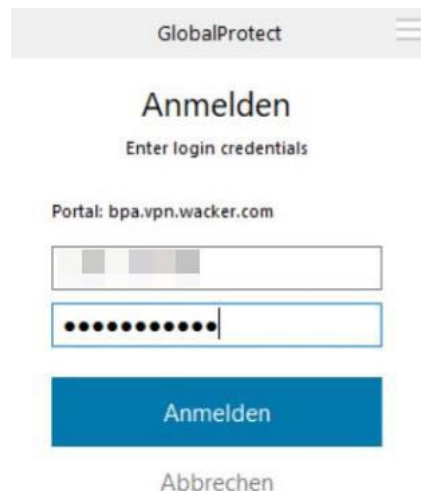 GlobalProtect
Anmelden
Enter login credentials
Portal: bpa.vpn.wacker.com
●●●●●●●●●●●
Anmelden
Abbrechen